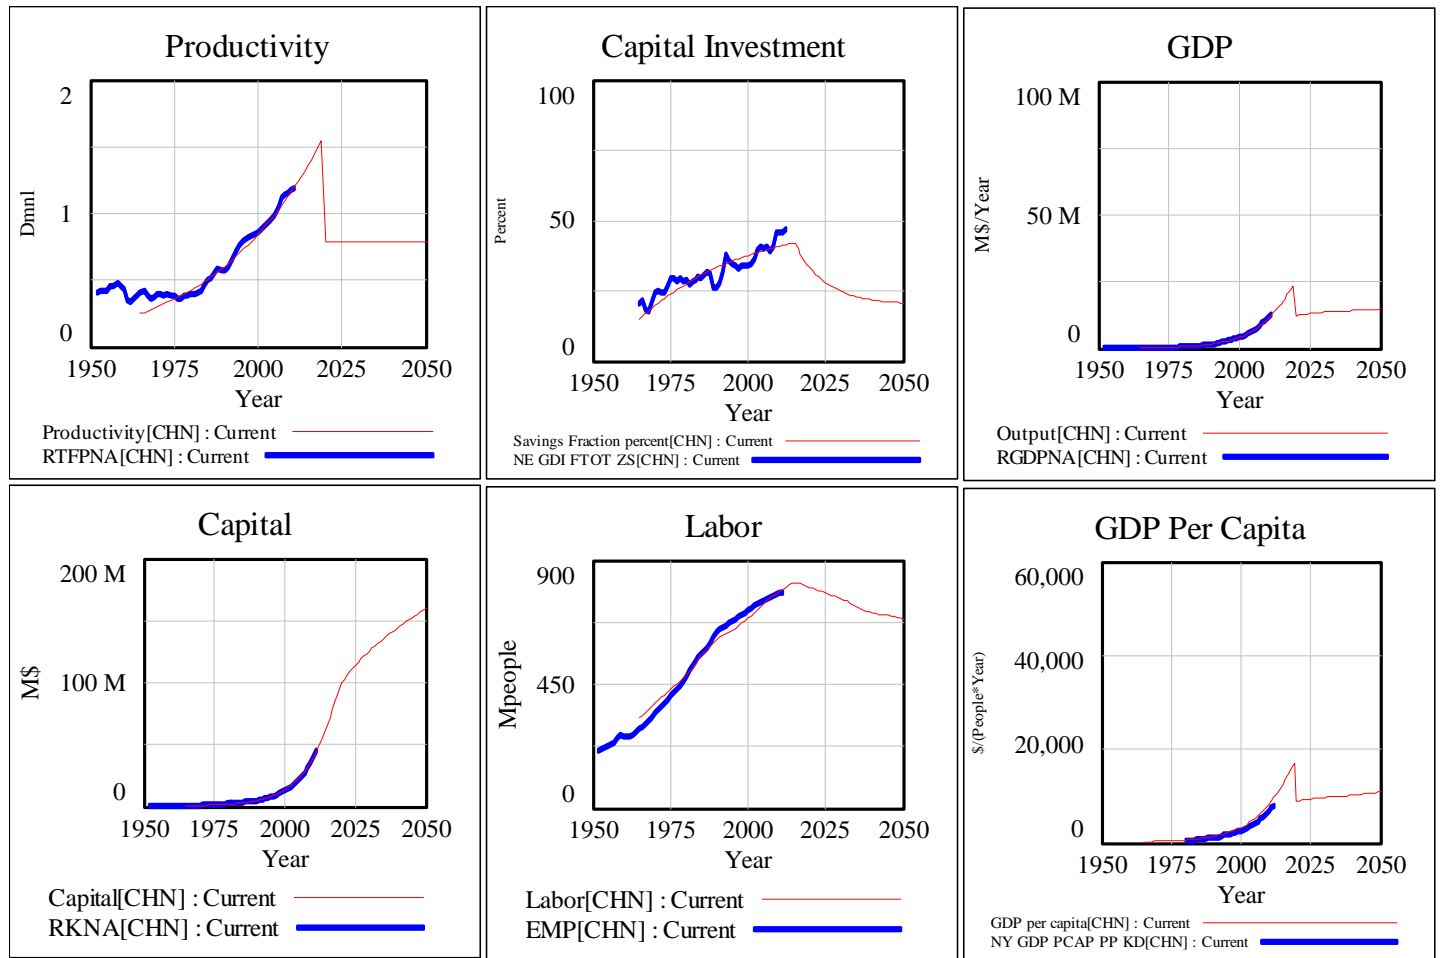 Productivity
2
1
0
Dmnl
1950 1975 2000 2025 2050
Year
Productivity[CHN] : Current
RTFPNA[CHN] : Current
Capital Investment
100
50
0
Percent
1950 1975 2000 2025 2050
Year
Savings Fraction percent[CHN] : Current
NE GDI FTOT ZS[CHN] : Current
GDP
100 M
50 M
0
M$/Year
1950 1975 2000 2025 2050
Year
Output[CHN] : Current
RGDPNA[CHN] : Current
Capital
200 M
100 M
0
M$
1950 1975 2000 2025 2050
Year
Capital[CHN] : Current
RKNA[CHN] : Current
Labor
900
450
0
Mpeople
1950 1975 2000 2025 2050
Year
Labor[CHN] : Current
EMP[CHN] : Current
GDP Per Capita
60,000
40,000
20,000
0
$/(People*Year)
1950 1975 2000 2025 2050
Year
GDP per capita[CHN] : Current
NY GDP PCAP PP KD[CHN] : Current